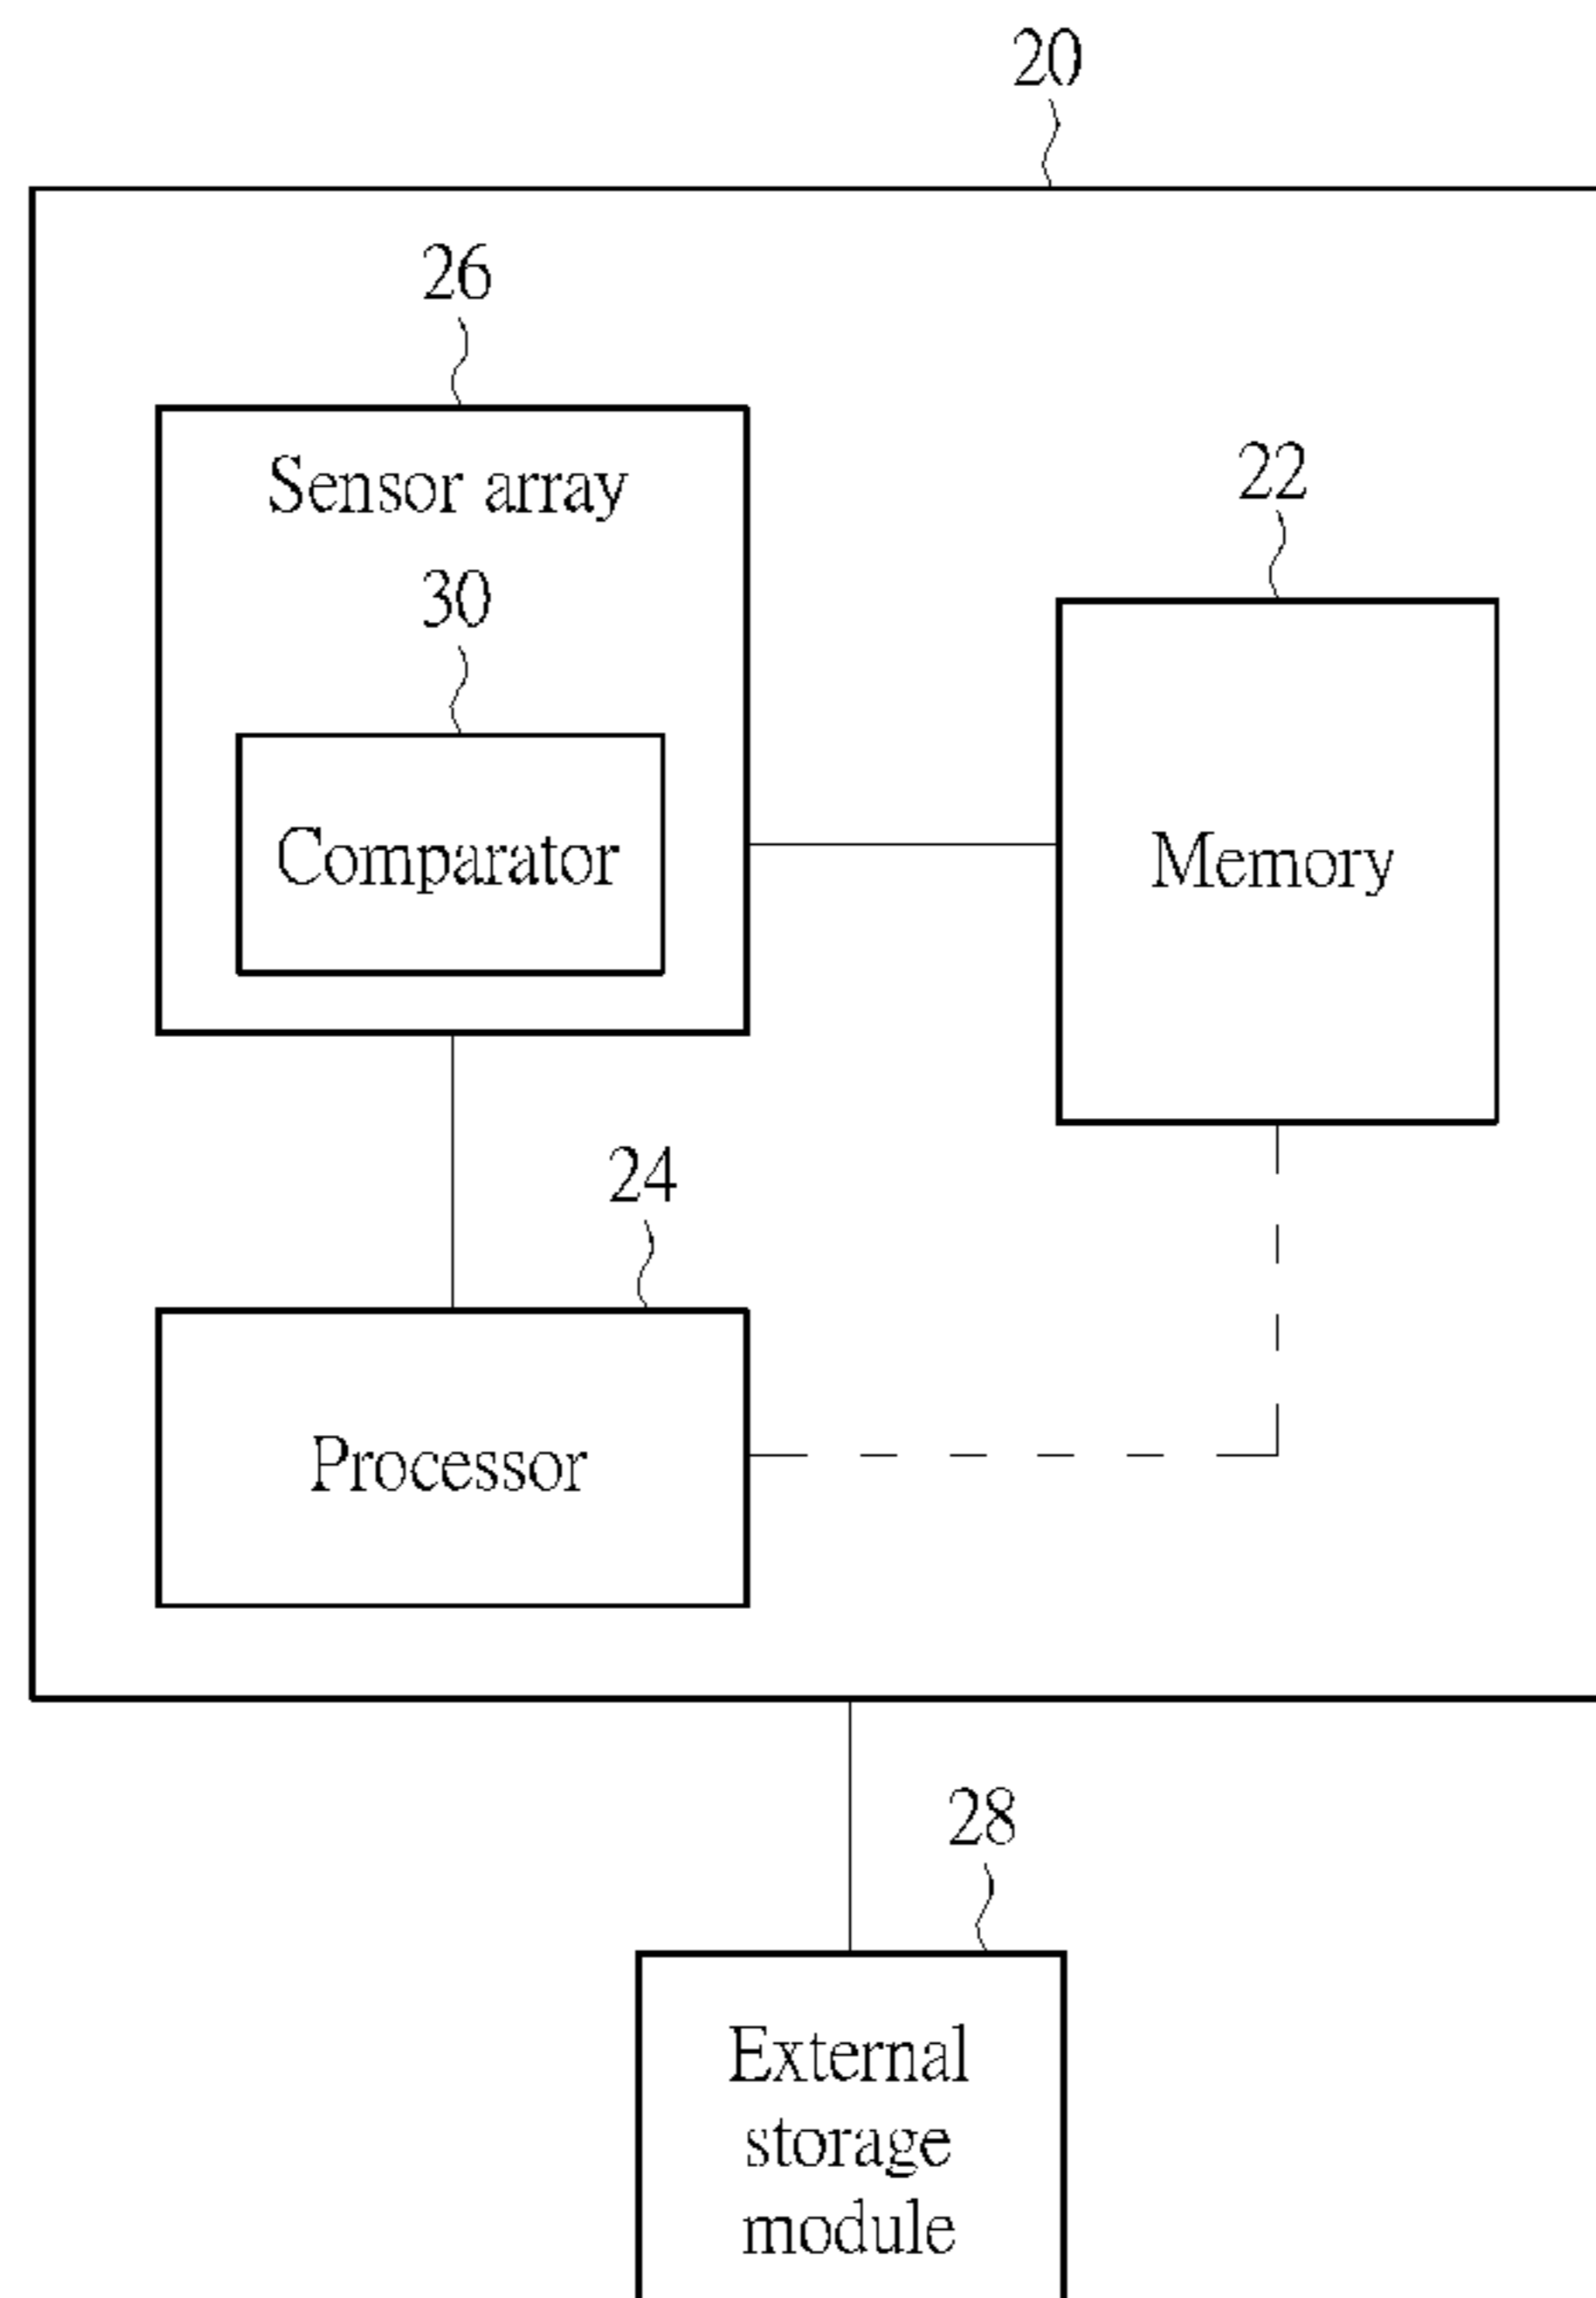 20
26
Sensor array
22
30
Comparator
Memory
24
Processor
28
External
storage
module